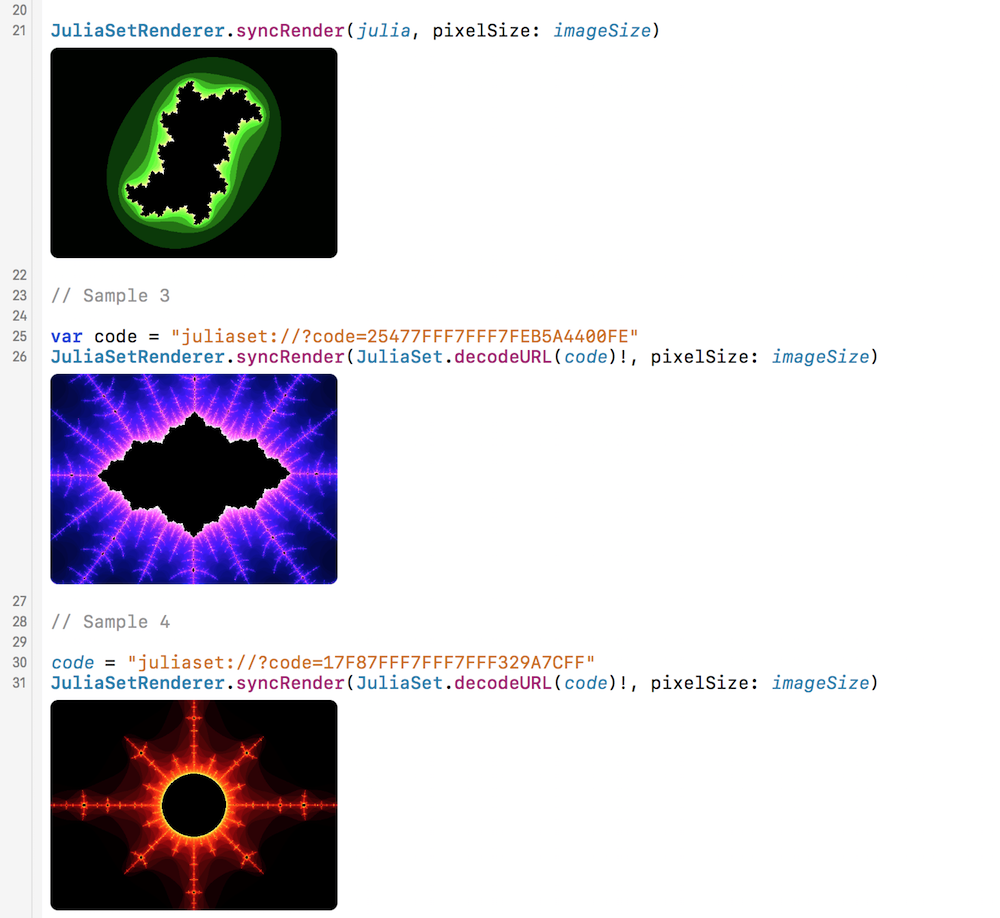 20
21 JuliaSetRenderer.syncRender(julia, pixelSize: imageSize)
22
23 // Sample 3
24
25 var code = "juliaset://?code=25477FFF7FFF7FEB5A4400FE"
26 JuliaSetRenderer.syncRender(JuliaSet.decodeURL(code)!, pixelSize: imageSize)
27
28 // Sample 4
29
30 code = "juliaset://?code=17F87FFF7FFF7FFF329A7CFF"
31 JuliaSetRenderer.syncRender(JuliaSet.decodeURL(code)!, pixelSize: imageSize)